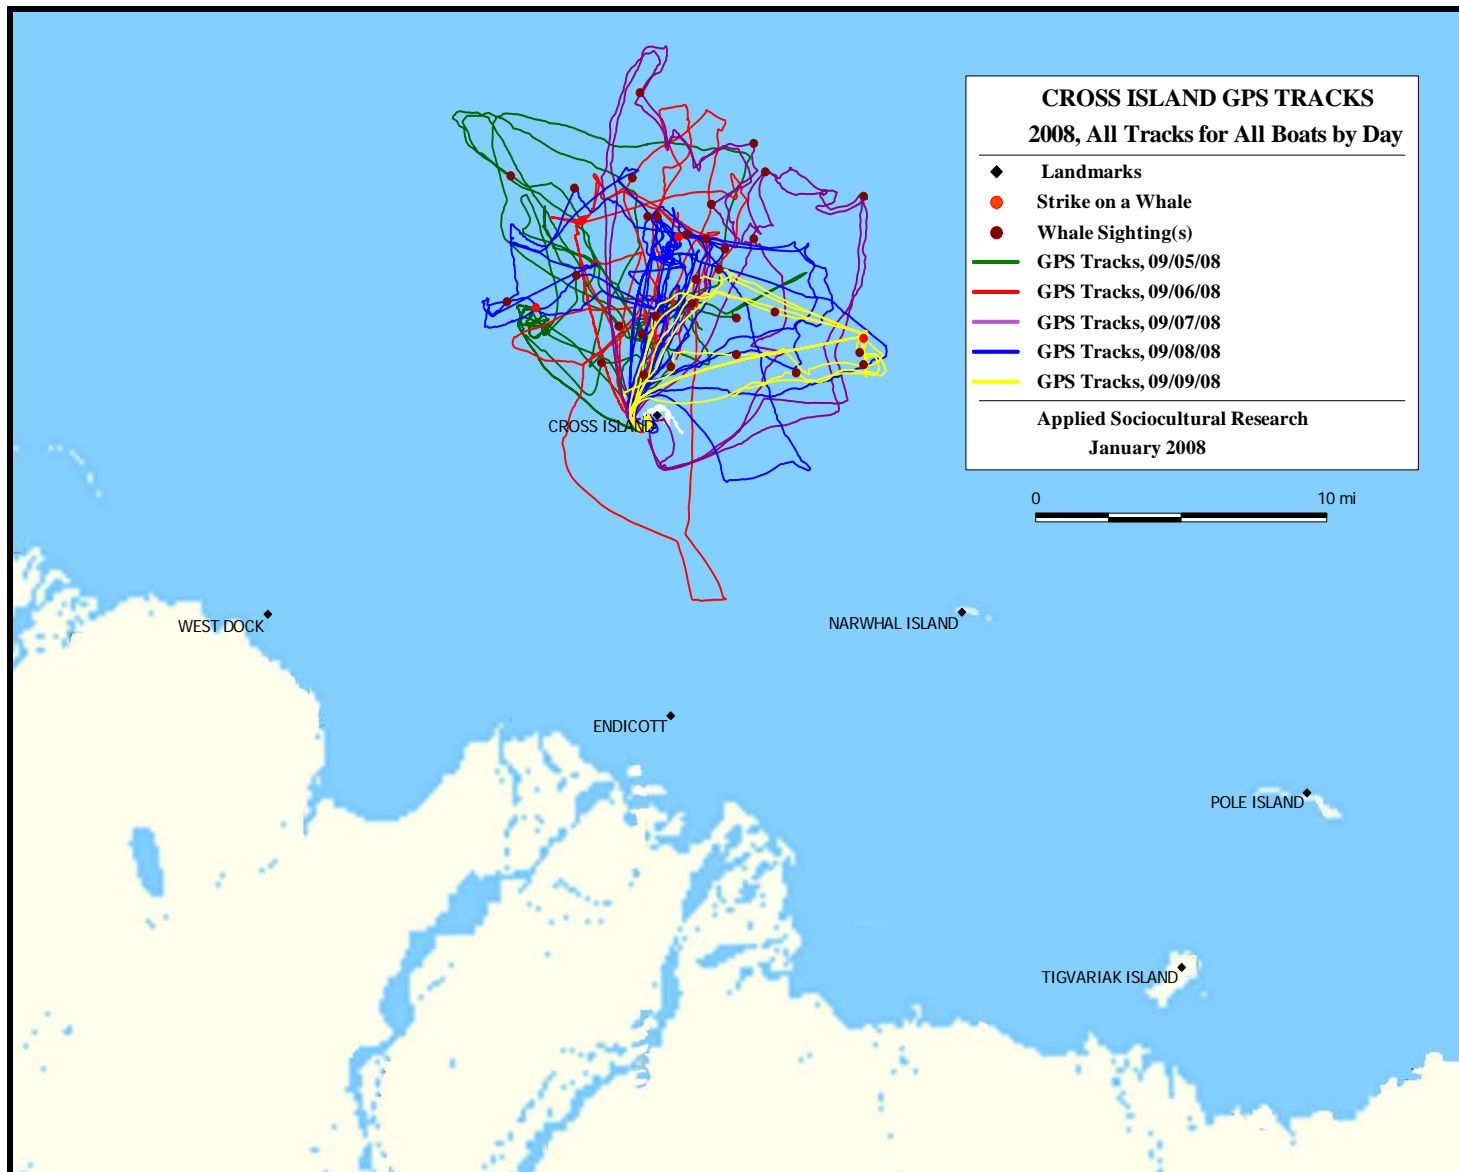 CROSS ISLAND GPS TRACKS
2008, All Tracks for All Boats by Day
Landmarks
Strike on a Whale
Whale Sighting(s)
GPS Tracks, 09/05/08
GPS Tracks, 09/06/08
GPS Tracks, 09/07/08
GPS Tracks, 09/08/08
GPS Tracks, 09/09/08
Applied Sociocultural Research
January 2008
CROSS ISLAND
0 10 mi
WEST DOCK
NARWHAL ISLAND
ENDICOTT
POLE ISLAND
TIGVARIAK ISLAND